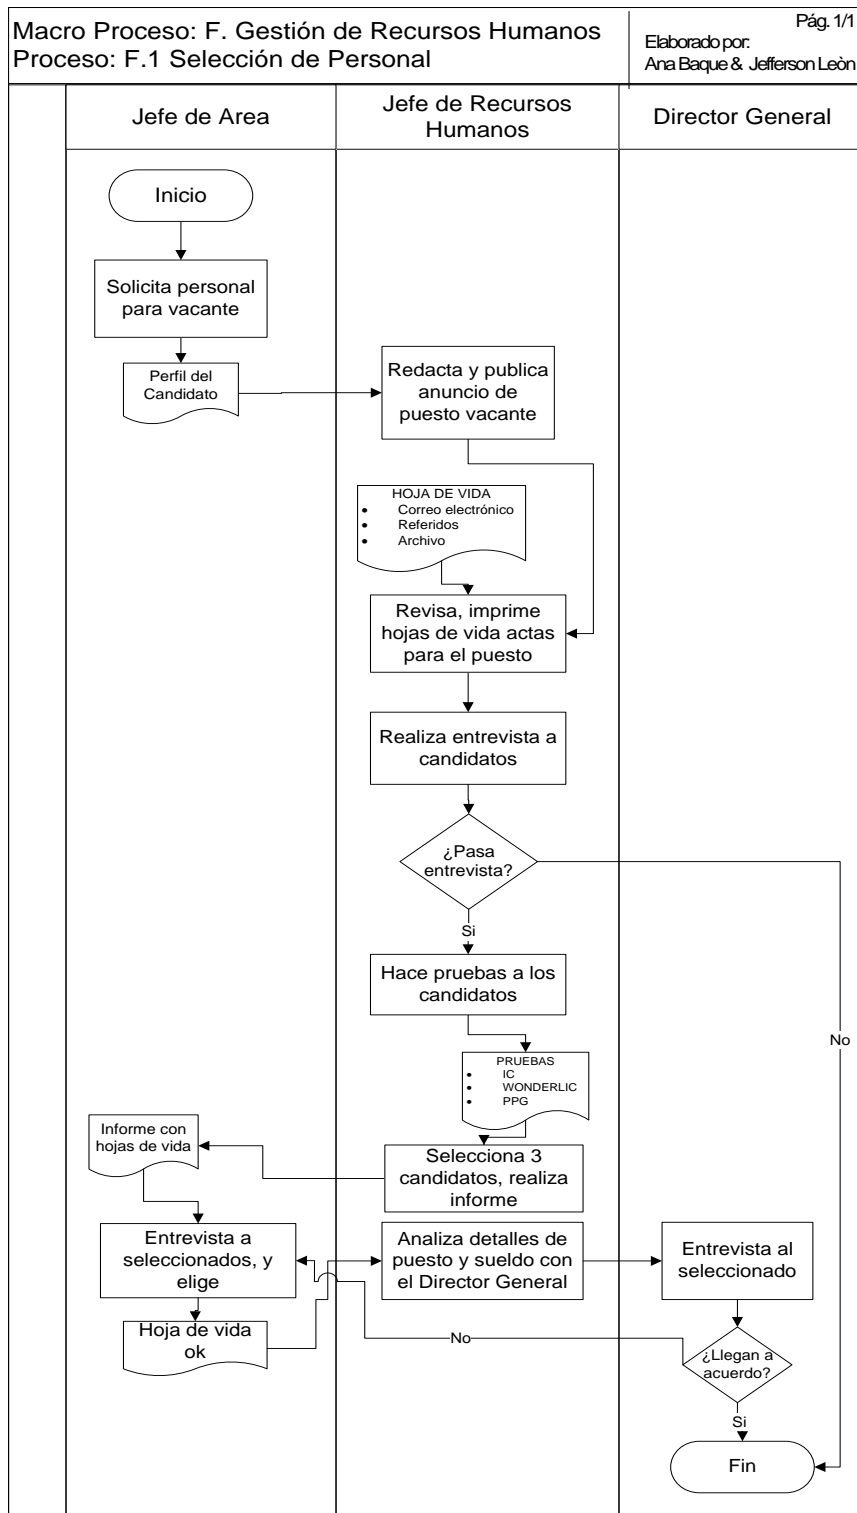 Macro Proceso: F. Gestión de Recursos Humanos
Proceso: F.1 Selección de Personal
Pág. 1/1
Elaborado por:
Ana Baque & Jefferson Leòn
Jefe de Area
Jefe de Recursos
Humanos
Director General
Inicio
Solicita personal
para vacante
Perfil del
Candidato
Redacta y publica
anuncio de
puesto vacante
HOJA DE VIDA
• Correo electrónico
• Referidos
• Archivo
Revisa, imprime
hojas de vida actas
para el puesto
Realiza entrevista a
candidatos
¿Pasa
entrevista?
Si
No
Hace pruebas a los
candidatos
PRUEBAS
• IC
• WONDERLIC
• PPG
Selecciona 3
candidatos, realiza
informe
Informe con
hojas de vida
Entrevista a
seleccionados, y
elige
Hoja de vida
ok
Analiza detalles de
puesto y sueldo con
el Director General
Entrevista al
seleccionado
¿Llegan a
acuerdo?
No
Si
Fin